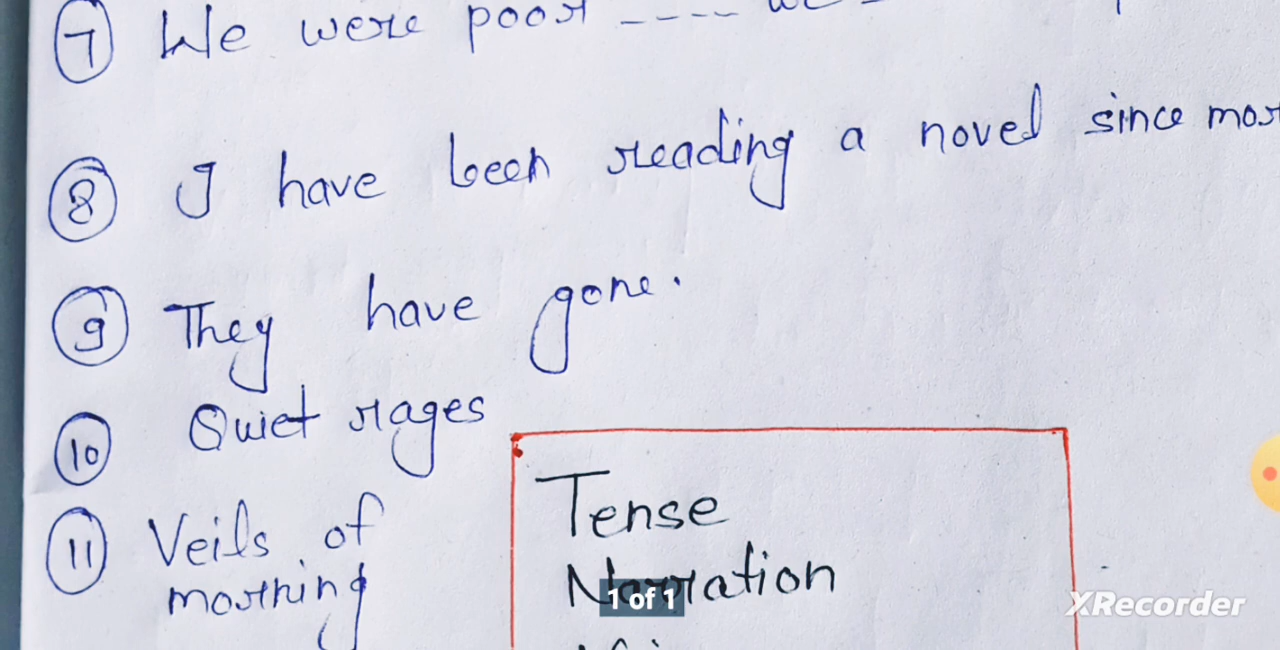 7 We were poor ---- we
8 I have been reading a novel since
9 They have gone.
10 Quiet rages
11 Veils of
morning
Tense
Narration
1 of 1
XRecorder